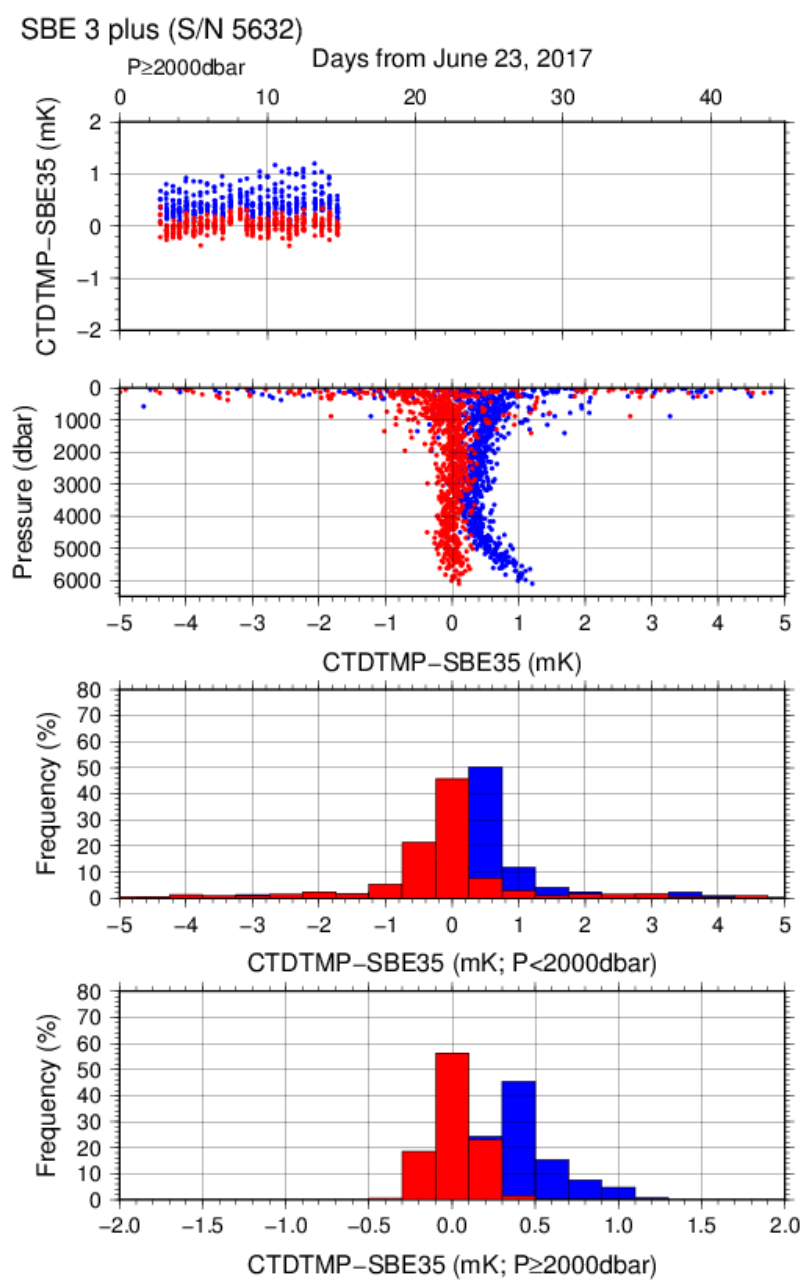 SBE 3 plus (S/N 5632)
P≥2000dbar
Days from June 23, 2017
0 10 20 30 40
CTDTMP−SBE35 (mK)
2
1
0
−1
−2
Pressure (dbar)
0
1000
2000
3000
4000
5000
6000
−5 −4 −3 −2 −1 0 1 2 3 4 5
CTDTMP−SBE35 (mK)
Frequency (%)
80
70
60
50
40
30
20
10
0
−5 −4 −3 −2 −1 0 1 2 3 4 5
CTDTMP−SBE35 (mK; P<2000dbar)
Frequency (%)
80
70
60
50
40
30
20
10
0
−2.0 −1.5 −1.0 −0.5 0.0 0.5 1.0 1.5 2.0
CTDTMP−SBE35 (mK; P≥2000dbar)